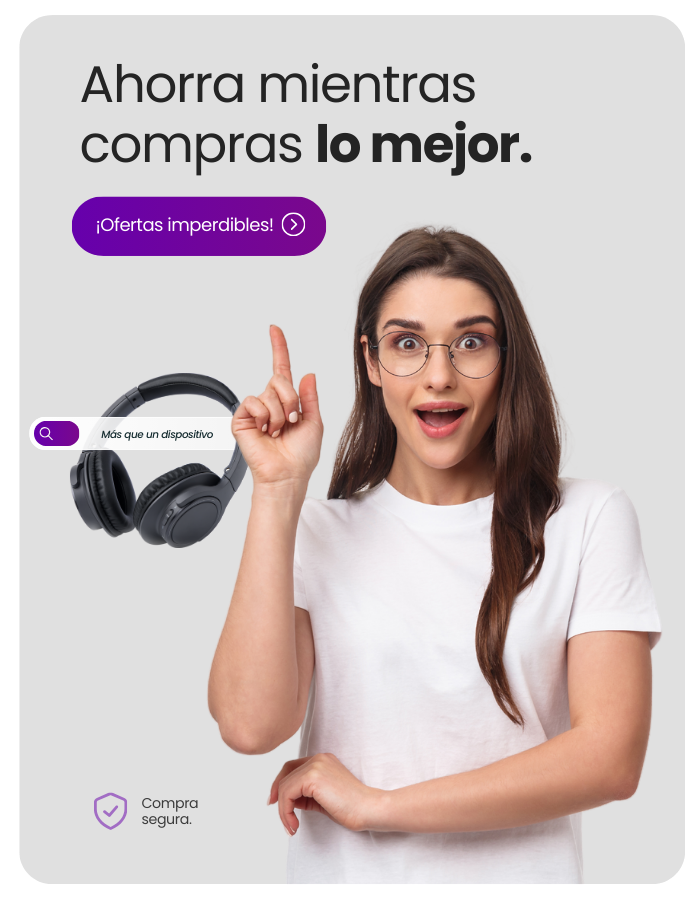 Ahorra mientras
compras lo mejor.
¡Ofertas imperdibles!
Más que un dispositivo
Compra
segura.